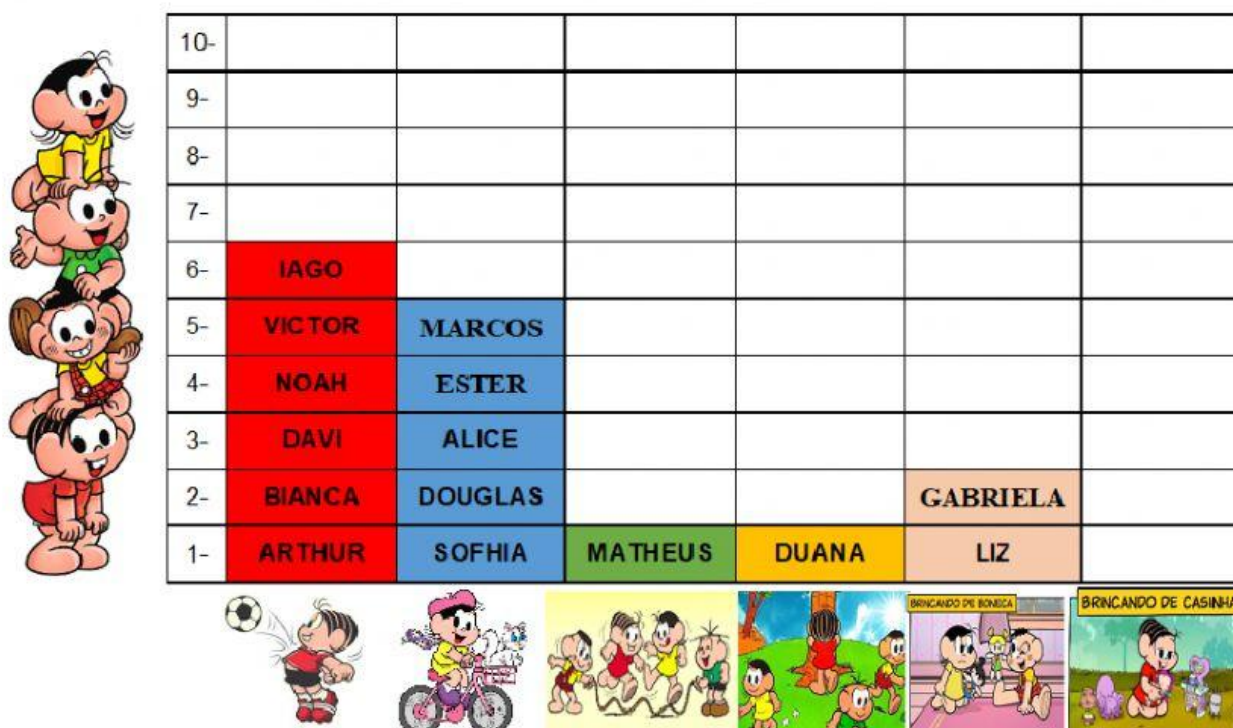 10-
9-
8-
7-
6- IAGO
5- VICTOR MARCOS
4- NOAH ESTER
3- DAVI ALICE
2- BIANCA DOUGLAS GABRIELA
1- ARTHUR SOFHIA MATHEUS DUANA LIZ
BRINCANDO DE BONECA BRINCANDO DE CASINHA